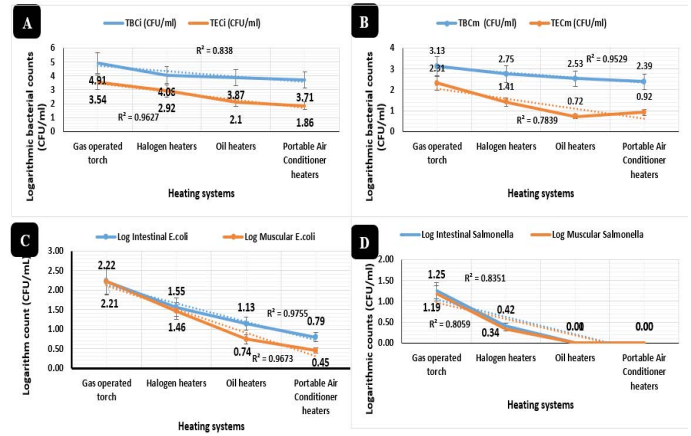 A
TBCi (CFU/ml) TECi (CFU/ml)
Logarithmic bacterial counts
(CFU/ml)
6
5
4
3
2
1
0
R² = 0.838
4.91
4.06
3.87
3.71
3.54
2.92
2.1
1.86
R² = 0.9627
Gas operated
torch
Halogen heaters
Oil heaters
Portable Air
Conditioner
heaters
Heating systems
B
TBCm (CFU/ml) TECm (CFU/ml)
Logarithmic bacterial counts
(CFU/ml)
4
3
2
1
0
3.13
2.75
2.53
2.39
R² = 0.9529
2.31
1.41
0.72
0.92
R² = 0.7839
Gas operated
torch
Halogen heaters
Oil heaters
Portable Air
Conditioner
heaters
Heating systems
C
Log Intestinal E.coli Log Muscular E.coli
Logarithm count (CFU/mL)
3.00
2.50
2.00
1.50
1.00
0.50
0.00
2.22
1.55
1.13
0.79
R² = 0.9755
2.21
1.46
0.74
0.45
R² = 0.9673
Gas operated
torch
Halogen heaters
Oil heaters
Portable Air
Conditioner
heaters
Heating systems
D
Log Intestinal Salmonella Log Muscular Salmonella
Logarithmic counts (CFU/ml)
2.00
1.50
1.00
0.50
0.00
1.25
R² = 0.8351
0.42
0.00
0.00
1.19
R² = 0.8059
0.34
Gas operated
torch
Halogen heaters
Oil heaters
Portable Air
Conditioner
heaters
Heating systems